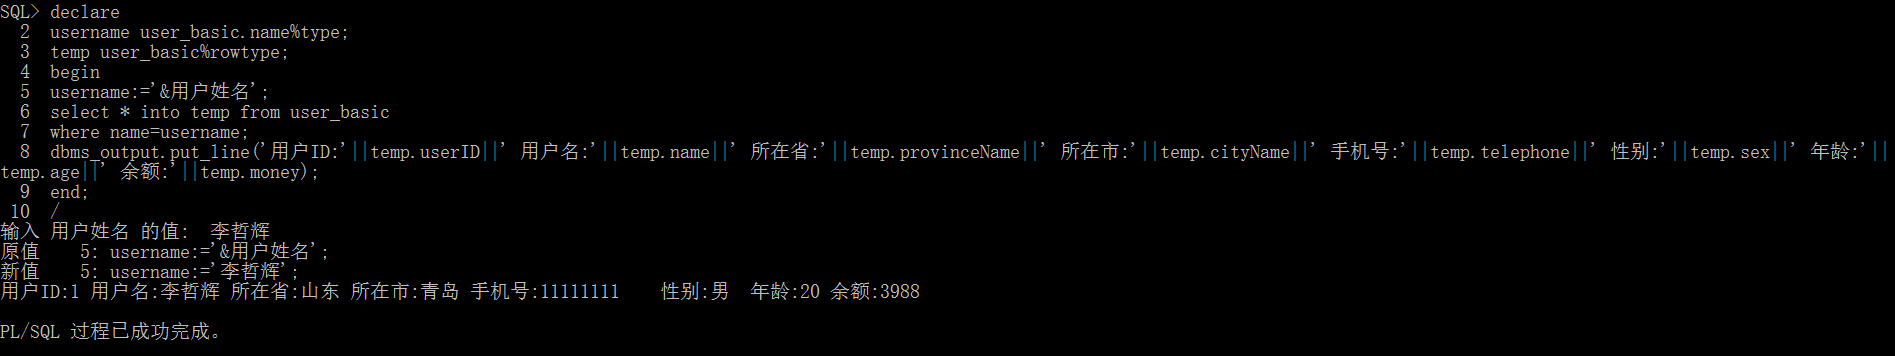 SQL> declare
  2  username user_basic.name%type;
  3  temp user_basic%rowtype;
  4  begin
  5  username:='&用户姓名';
  6  select * into temp from user_basic
  7  where name=username;
  8  dbms_output.put_line('用户ID:'||temp.userID||' 用户名:'||temp.name||' 所在省:'||temp.provinceName||' 所在市:'||temp.cityName||' 手机号:'||temp.telephone||' 性别:'||temp.sex||' 年龄:'||
temp.age||' 余额:'||temp.money);
  9  end;
 10  /
输入 用户姓名 的值:  李哲辉
原值    5: username:='&用户姓名';
新值    5: username:='李哲辉';
用户ID:1 用户名:李哲辉 所在省:山东 所在市:青岛 手机号:11111111    性别:男  年龄:20 余额:3988
PL/SQL 过程已成功完成。